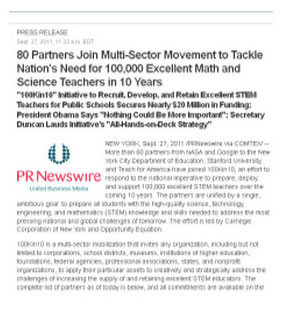 PRESS RELEASE
Sept. 27, 2011, 11:22 a.m. EDT
80 Partners Join Multi-Sector Movement to Tackle
Nation's Need for 100,000 Excellent Math and
Science Teachers in 10 Years
"100Kin10" Initiative to Recruit, Develop, and Retain Excellent STEM
Teachers for Public Schools Secures Nearly $20 Million in Funding;
President Obama Says "Nothing Could Be More Important"; Secretary
Duncan Lauds Initiative's "All-Hands-on-Deck Strategy"
NEW YORK, Sept. 27, 2011 /PRNewswire via COMTEX/ --
More than 80 partners from NASA and Google to the New
York City Department of Education, Stanford University,
and Teach for America have joined 100Kin10, an effort to
respond to the national imperative to prepare, deploy,
and support 100,000 excellent STEM teachers over the
coming 10 years. The partners are unified by a single,
PR Newswire
United Business Media
ambitious goal: to prepare all students with the high-quality science, technology,
engineering, and mathematics (STEM) knowledge and skills needed to address the most
pressing national and global challenges of tomorrow. The effort is led by Carnegie
Corporation of New York and Opportunity Equation.
100Kin10 is a multi-sector mobilization that invites any organization, including but not
limited to corporations, school districts, museums, institutions of higher education,
foundations, federal agencies, professional associations, states, and nonprofit
organizations, to apply their particular assets to creatively and strategically address the
challenges of increasing the supply of and retaining excellent STEM educators. The
complete list of partners as of today is below, and all commitments are available on the